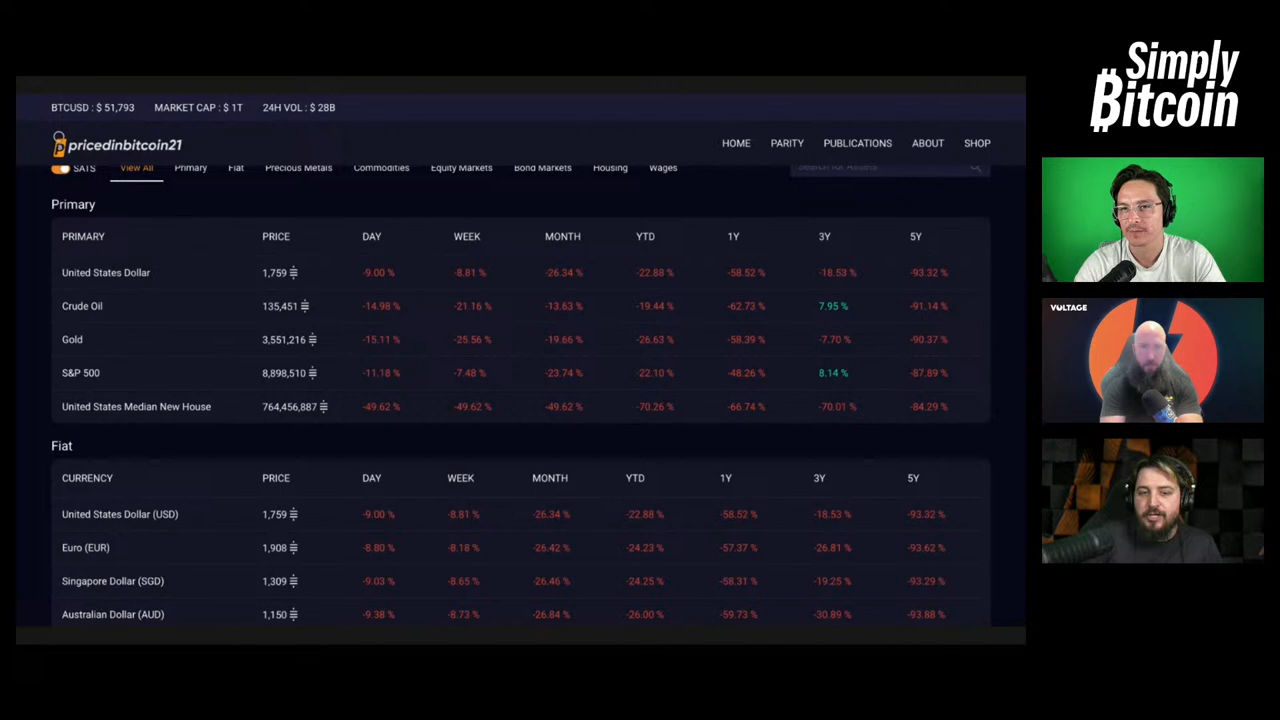 Simply
Bitcoin
BTCUSD : $ 51,793 MARKET CAP : $ 1T 24H VOL : $ 28B
pricedinbitcoin21 HOME PARITY PUBLICATIONS ABOUT SHOP
SATS View All Primary Fiat Precious Metals Commodities Equity Markets Bond Markets Housing Wages Search for Assets
Primary
PRIMARY PRICE DAY WEEK MONTH YTD 1Y 3Y 5Y
United States Dollar 1,759 -9.00 % -8.81 % -26.34 % -22.88 % -58.52 % -18.53 % -93.32 %
Crude Oil 135,451 -14.98 % -21.16 % -13.63 % -19.44 % -62.73 % 7.95 % -91.14 %
Gold 3,551,216 -15.11 % -25.56 % -19.66 % -26.63 % -58.39 % -7.70 % -90.37 %
S&P 500 8,898,510 -11.18 % -7.48 % -23.74 % -22.10 % -48.26 % 8.14 % -87.89 %
United States Median New House 764,456,887 -49.62 % -49.62 % -49.62 % -70.26 % -66.74 % -70.01 % -84.29 %
Fiat
CURRENCY PRICE DAY WEEK MONTH YTD 1Y 3Y 5Y
United States Dollar (USD) 1,759 -9.00 % -8.81 % -26.34 % -22.88 % -58.52 % -18.53 % -93.32 %
Euro (EUR) 1,908 -8.80 % -8.18 % -26.42 % -24.23 % -57.37 % -26.81 % -93.62 %
Singapore Dollar (SGD) 1,309 -9.03 % -8.65 % -26.46 % -24.25 % -58.31 % -19.25 % -93.29 %
Australian Dollar (AUD) 1,150 -9.38 % -8.73 % -26.84 % -26.00 % -59.73 % -30.89 % -93.88 %
VOLTAGE